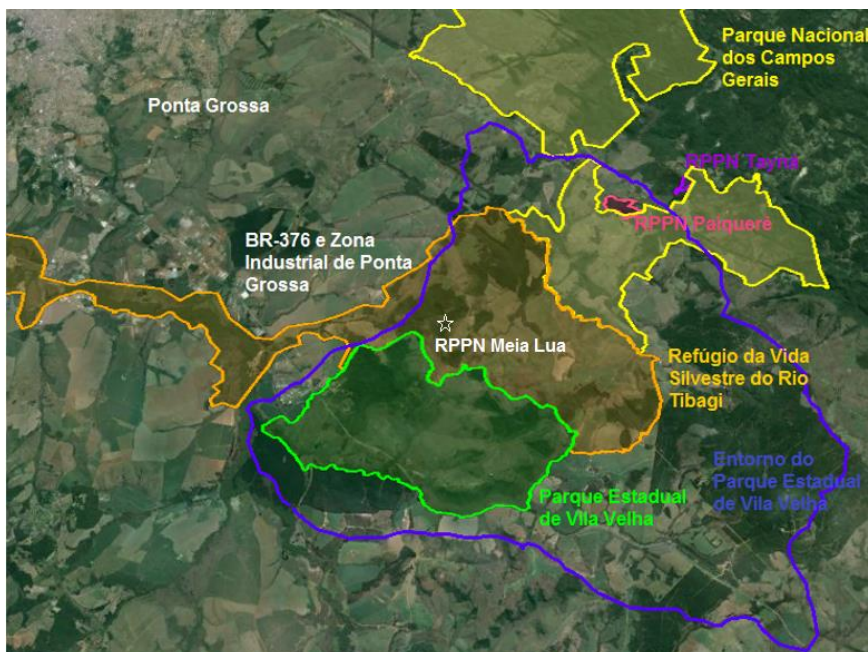 Parque Nacional
dos Campos
Gerais
Ponta Grossa
RPPN Tayná
RPPN Paiquerê
BR-376 e Zona
Industrial de Ponta
Grossa
RPPN Meia Lua
Refúgio da Vida
Silvestre do Rio
Tibagi
Entorno do
Parque Estadual
de Vila Velha
Parque Estadual
de Vila Velha